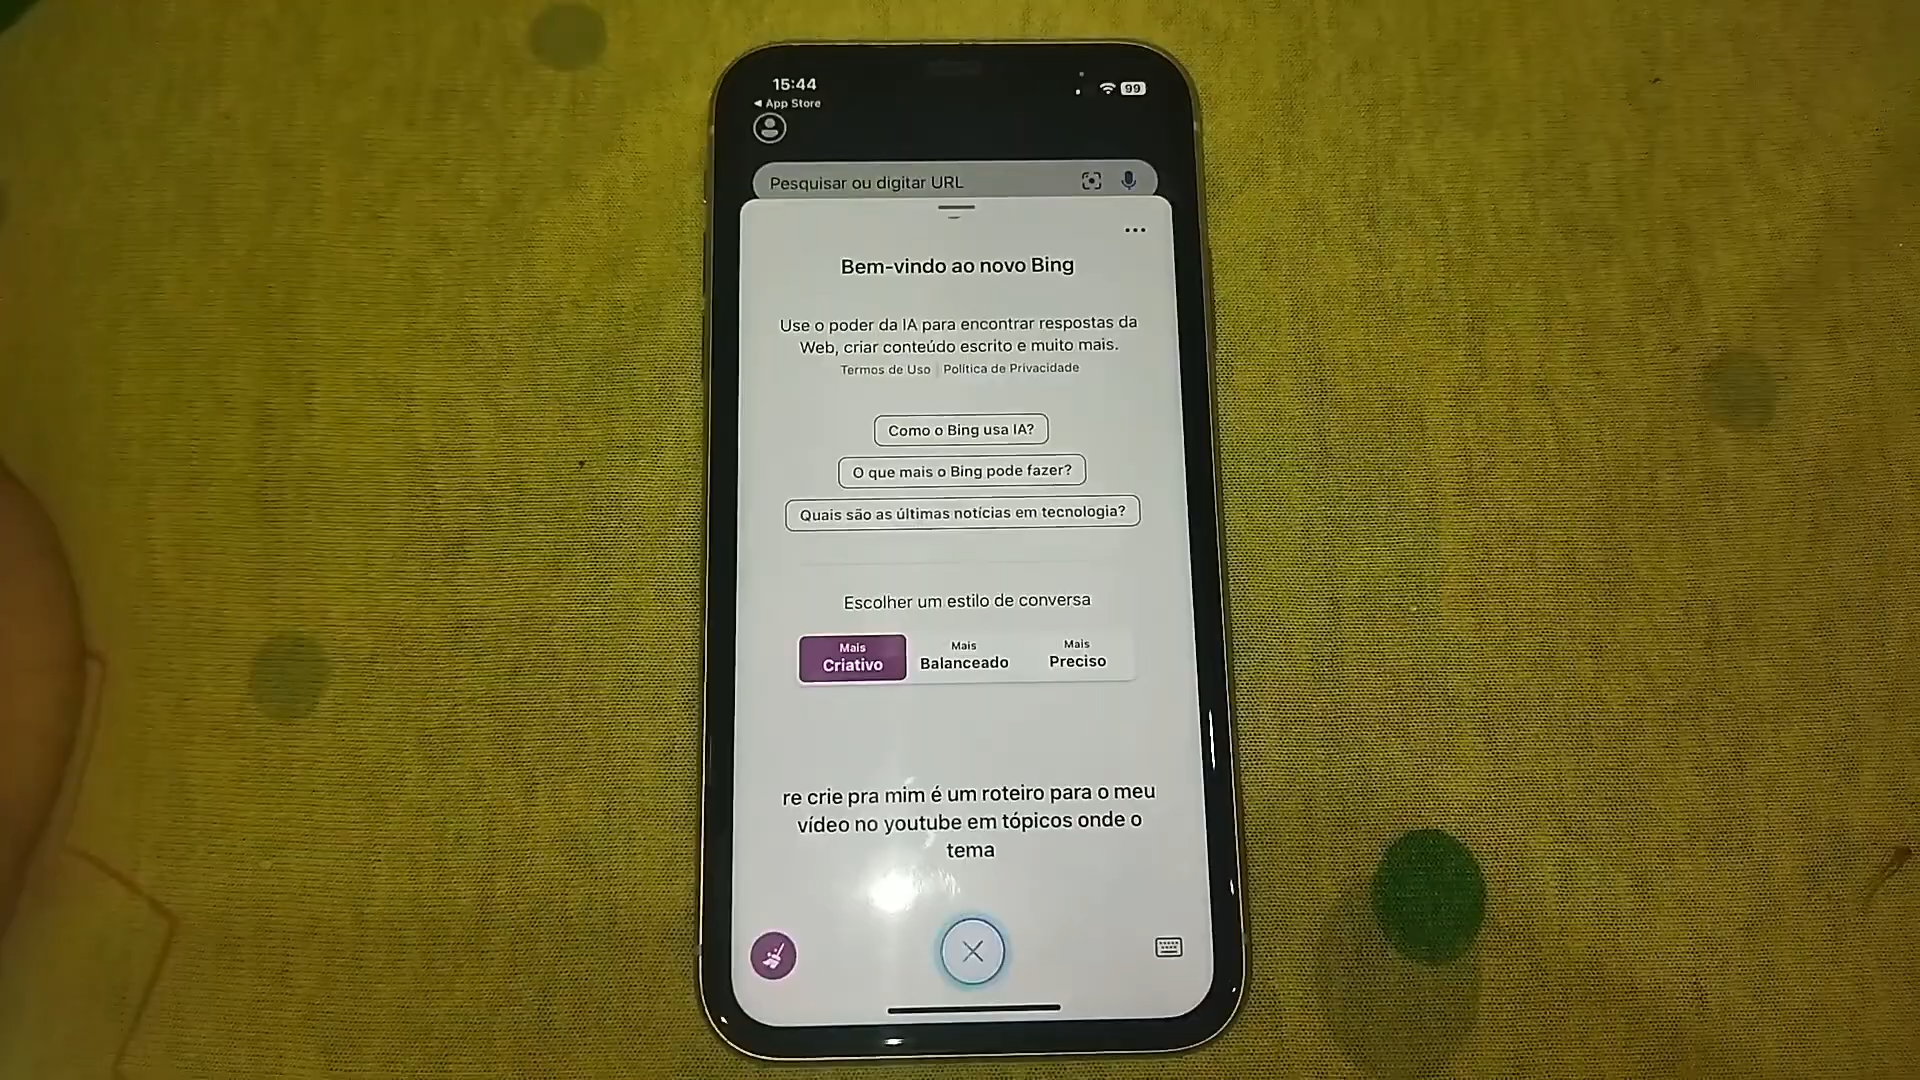 15:44
99
◀ App Store
Pesquisar ou digitar URL
Bem-vindo ao novo Bing
Use o poder da IA para encontrar respostas da
Web, criar conteúdo escrito e muito mais.
Termos de Uso | Política de Privacidade
Como o Bing usa IA?
O que mais o Bing pode fazer?
Quais são as últimas notícias em tecnologia?
Escolher um estilo de conversa
Mais
Criativo
Mais
Balanceado
Mais
Preciso
re crie pra mim é um roteiro para o meu
vídeo no youtube em tópicos onde o
tema